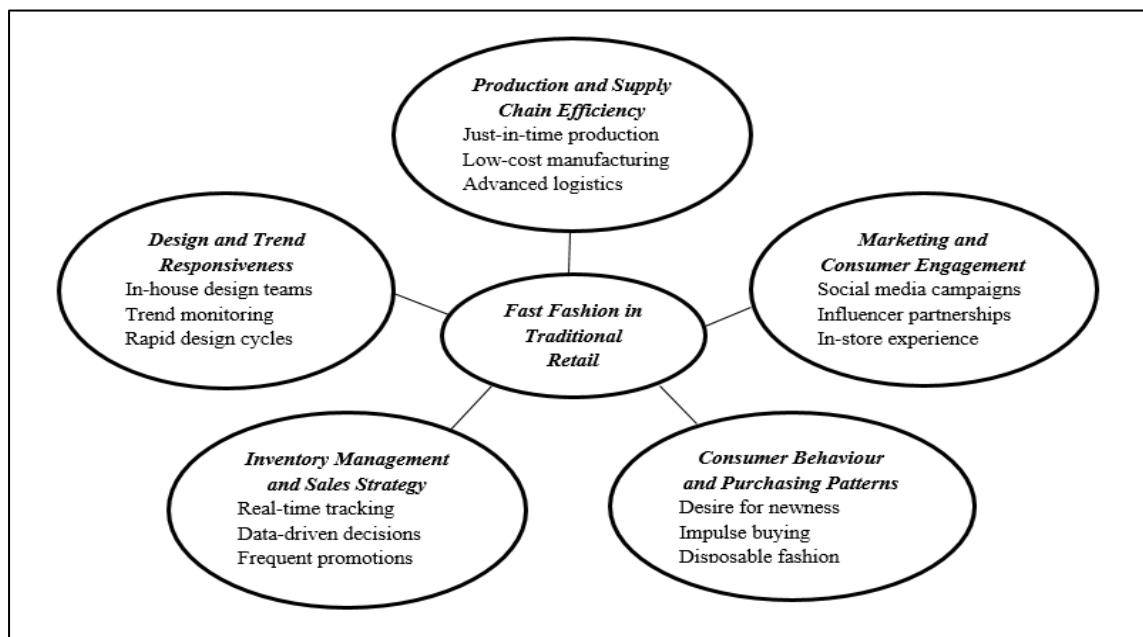 Production and Supply
Chain Efficiency
Just-in-time production
Low-cost manufacturing
Advanced logistics
Design and Trend
Responsiveness
In-house design teams
Trend monitoring
Rapid design cycles
Marketing and
Consumer Engagement
Social media campaigns
Influencer partnerships
In-store experience
Fast Fashion in
Traditional
Retail
Inventory Management
and Sales Strategy
Real-time tracking
Data-driven decisions
Frequent promotions
Consumer Behaviour
and Purchasing Patterns
Desire for newness
Impulse buying
Disposable fashion